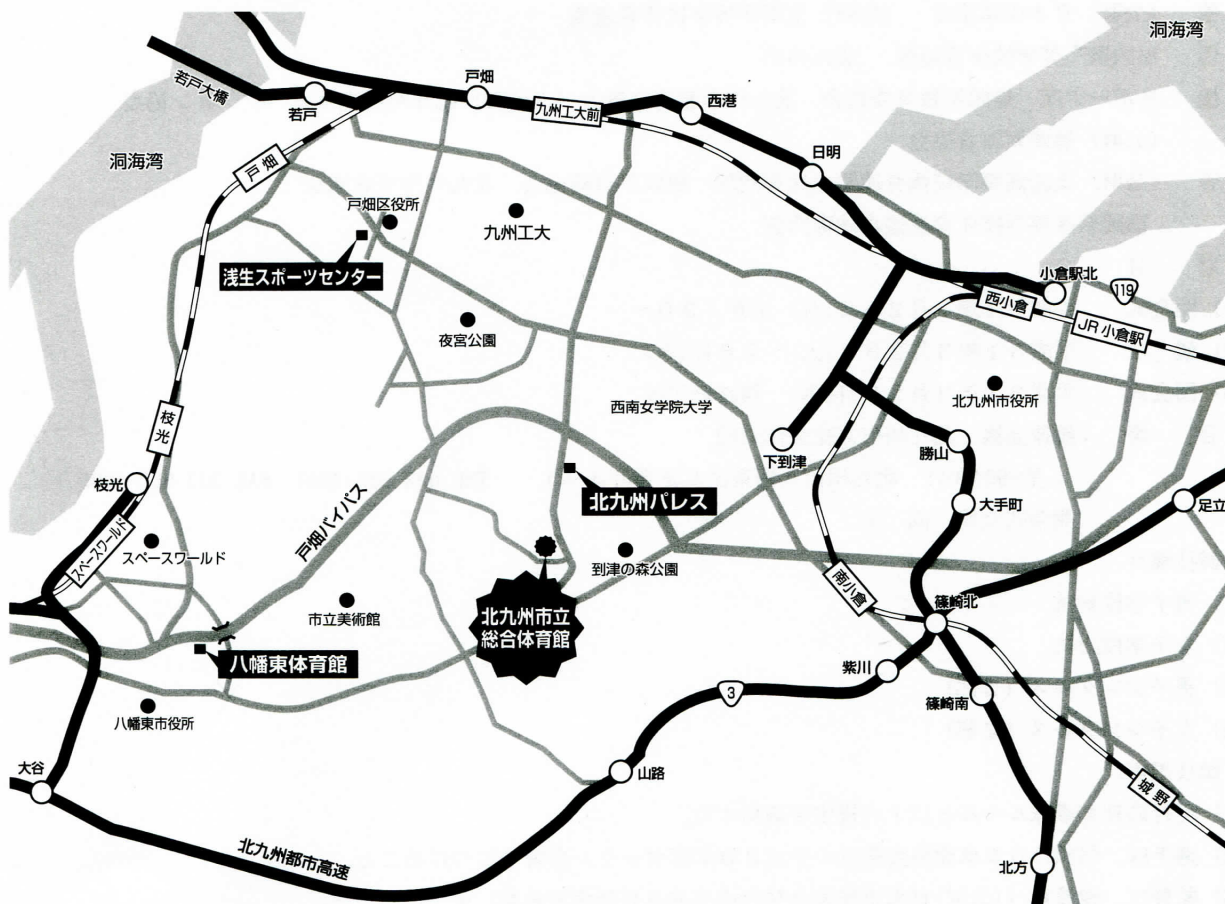 洞海湾
若戸大橋
若戸
戸畑
九州工大前
西港
日明
洞海湾
戸畑
戸畑区役所
九州工大
浅生スポーツセンター
夜宮公園
小倉駅北
119
西小倉
JR 小倉駅
北九州市役所
西南女学院大学
下到津
勝山
大手町
足立
枝光
枝光
スペースワールド
スペースワールド
戸畑バイパス
北九州パレス
到津の森公園
北九州市立
総合体育館
市立美術館
八幡東体育館
八幡東市役所
南小倉
篠崎北
紫川
篠崎南
3
山路
大谷
北九州都市高速
城野
北方